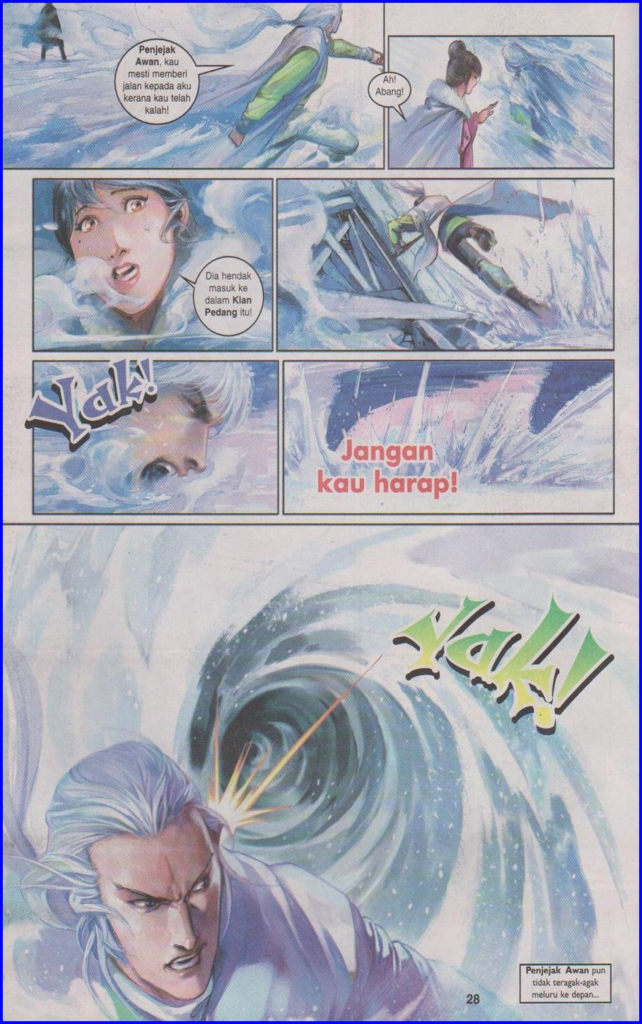 Penjejak
Awan, kau
mesti memberi
jalan kepada aku
kerana kau telah
kalah!
Ah!
Abang!
Dia hendak
masuk ke
dalam Klan
Pedang itu!
Yak!
Jangan
kau harap!
Yak!
Penjejak Awan pun
tidak teragak-agak
meluru ke depan...
28